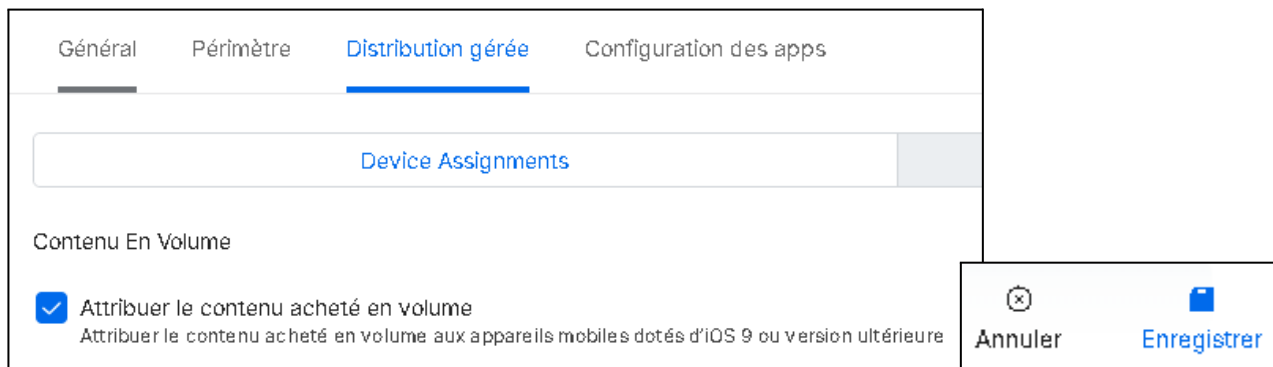 Général Périmètre Distribution gérée Configuration des apps
Device Assignments
Contenu En Volume
Attribuer le contenu acheté en volume
Attribuer le contenu acheté en volume aux appareils mobiles dotés d'iOS 9 ou version ultérieure
Annuler Enregistrer